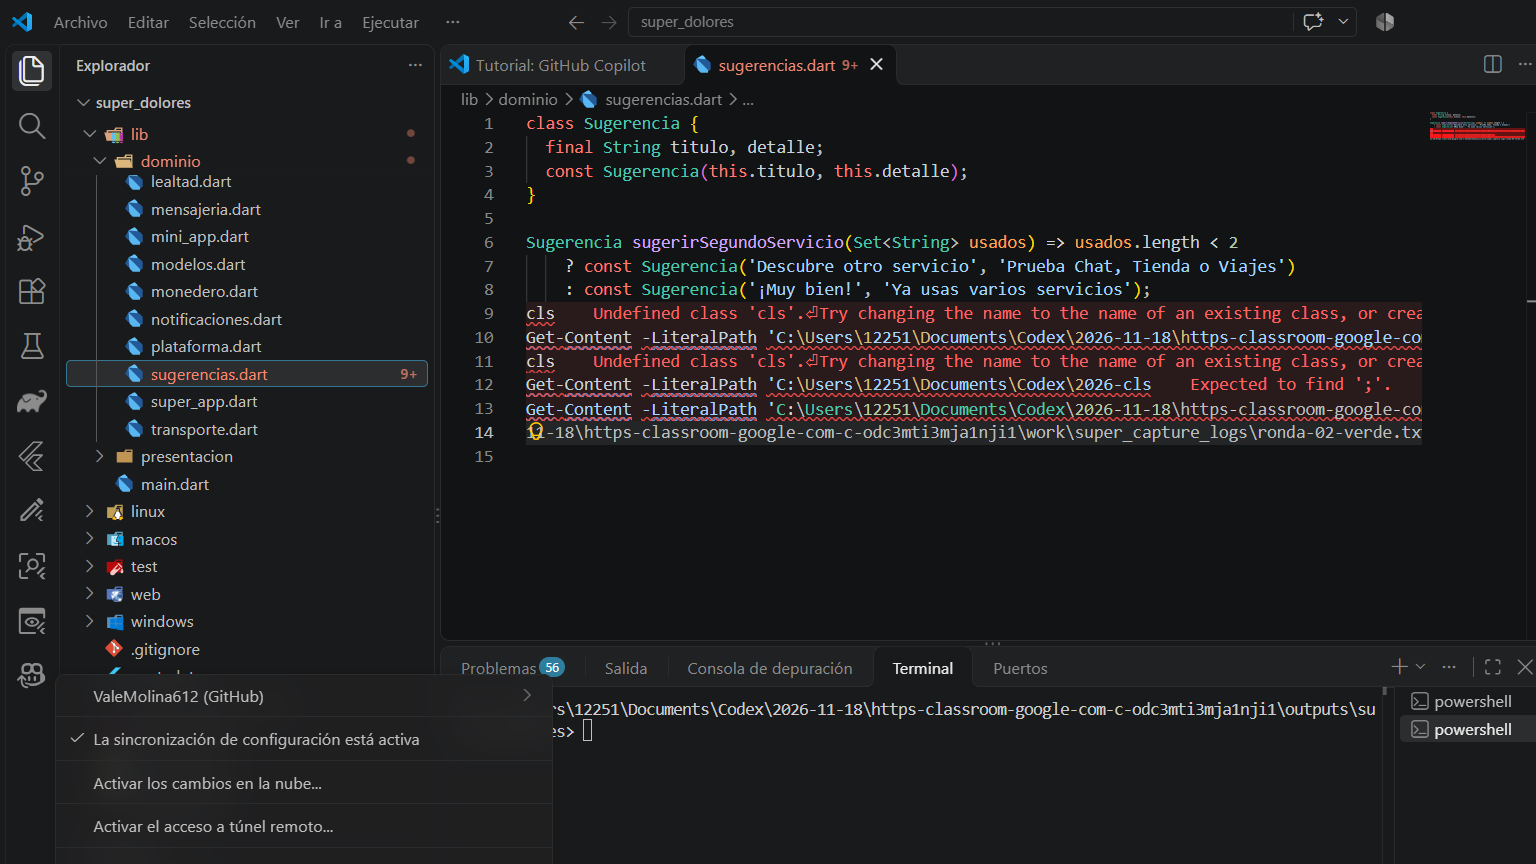 Archivo Editar Selección Ver Ir a Ejecutar ···
super_dolores
Explorador
super_dolores
lib
dominio
lealtad.dart
mensajeria.dart
mini_app.dart
modelos.dart
monedero.dart
notificaciones.dart
plataforma.dart
sugerencias.dart 9+
super_app.dart
transporte.dart
presentacion
main.dart
linux
macos
test
web
windows
.gitignore
Tutorial: GitHub Copilot
sugerencias.dart 9+
lib > dominio > sugerencias.dart > ...
1 class Sugerencia {
2 final String titulo, detalle;
3 const Sugerencia(this.titulo, this.detalle);
4 }
5
6 Sugerencia sugerirSegundoServicio(Set<String> usados) => usados.length < 2
7 ? const Sugerencia('Descubre otro servicio', 'Prueba Chat, Tienda o Viajes')
8 : const Sugerencia('¡Muy bien!', 'Ya usas varios servicios');
9 cls Undefined class 'cls'.⏎Try changing the name to the name of an existing class, or crea
10 Get-Content -LiteralPath 'C:\Users\12251\Documents\Codex\2026-11-18\https-classroom-google-co
11 cls Undefined class 'cls'.⏎Try changing the name to the name of an existing class, or crea
12 Get-Content -LiteralPath 'C:\Users\12251\Documents\Codex\2026-cls Expected to find ';'.
13 Get-Content -LiteralPath 'C:\Users\12251\Documents\Codex\2026-11-18\https-classroom-google-co
14 11-18\https-classroom-google-com-c-odc3mti3mja1nji1\work\super_capture_logs\ronda-02-verde.tx
15
Problemas 56 Salida Consola de depuración Terminal Puertos
rs\12251\Documents\Codex\2026-11-18\https-classroom-google-com-c-odc3mti3mja1nji1\outputs\su
es>
powershell
powershell
ValeMolina612 (GitHub)
La sincronización de configuración está activa
Activar los cambios en la nube...
Activar el acceso a túnel remoto...